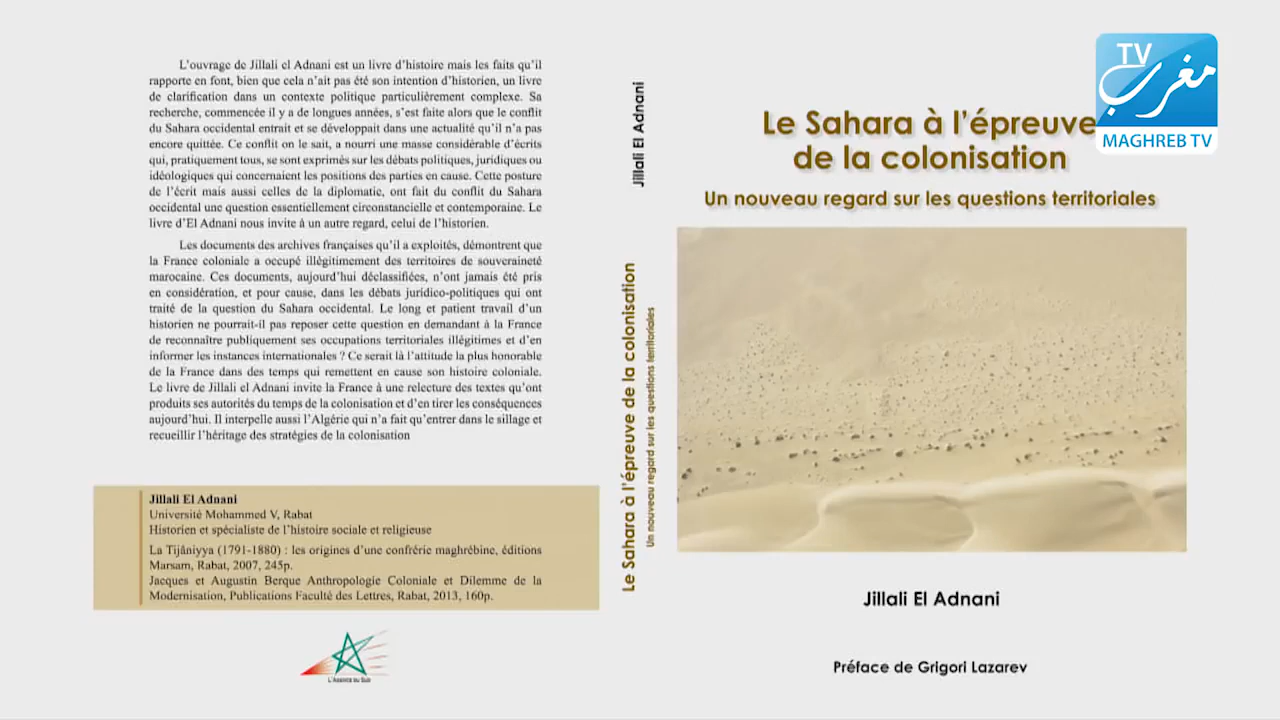 L'ouvrage de Jillali el Adnani est un livre d'histoire mais les faits qu'il
rapporte en font, bien que cela n'ait pas été son intention d'historien, un livre
de clarification dans un contexte politique particulièrement complexe. Sa
recherche, commencée il y a de longues années, s'est faite alors que le conflit
du Sahara occidental entrait et se développait dans une actualité qu'il n'a pas
encore quittée. Ce conflit on le sait, a nourri une masse considérable d'écrits
qui, pratiquement tous, se sont exprimés sur les débats politiques, juridiques ou
idéologiques qui concernaient les positions des parties en cause. Cette posture
de l'écrit mais aussi celles de la diplomatie, ont fait du conflit du Sahara
occidental une question essentiellement circonstancielle et contemporaine. Le
livre d'El Adnani nous invite à un autre regard, celui de l'historien.
Les documents des archives françaises qu'il a exploités, démontrent que
la France coloniale a occupé illégitimement des territoires de souveraineté
marocaine. Ces documents, aujourd'hui déclassifiées, n'ont jamais été pris
en considération, et pour cause, dans les débats jurídico-politiques qui ont
traité de la question du Sahara occidental. Le long et patient travail d'un
historien ne pourrait-il pas reposer cette question en demandant à la France
de reconnaître publiquement ses occupations territoriales illégitimes et d'en
informer les instances internationales ? Ce serait là l'attitude la plus honorable
de la France dans des temps qui remettent en cause son histoire coloniale.
Le livre de Jillali el Adnani invite la France à une relecture des textes qu'ont
produits ses autorités du temps de la colonisation et d'en tirer les conséquences
aujourd'hui. Il interpelle aussi l'Algérie qui n'a fait qu'entrer dans le sillage et
recueillir l'héritage des stratégies de la colonisation
Jillali El Adnani
Université Mohammed V, Rabat
Historien et spécialiste de l'histoire sociale et religieuse
La Tijâniyya (1791-1880) : les origines d'une confrérie maghrébine, éditions
Marsam, Rabat, 2007, 245p.
Jacques et Augustin Berque Anthropologie Coloniale et Dilemme de la
Modernisation, Publications Faculté des Lettres, Rabat, 2013, 160p.
L'Agence du Sud
Jillali El Adnani
Le Sahara à l'épreuve de la colonisation
Un nouveau regard sur les questions territoriales
Le Sahara à l'épreuve
de la colonisation
Un nouveau regard sur les questions territoriales
Jillali El Adnani
Préface de Grigori Lazarev
TV
مغرب
MAGHREB TV